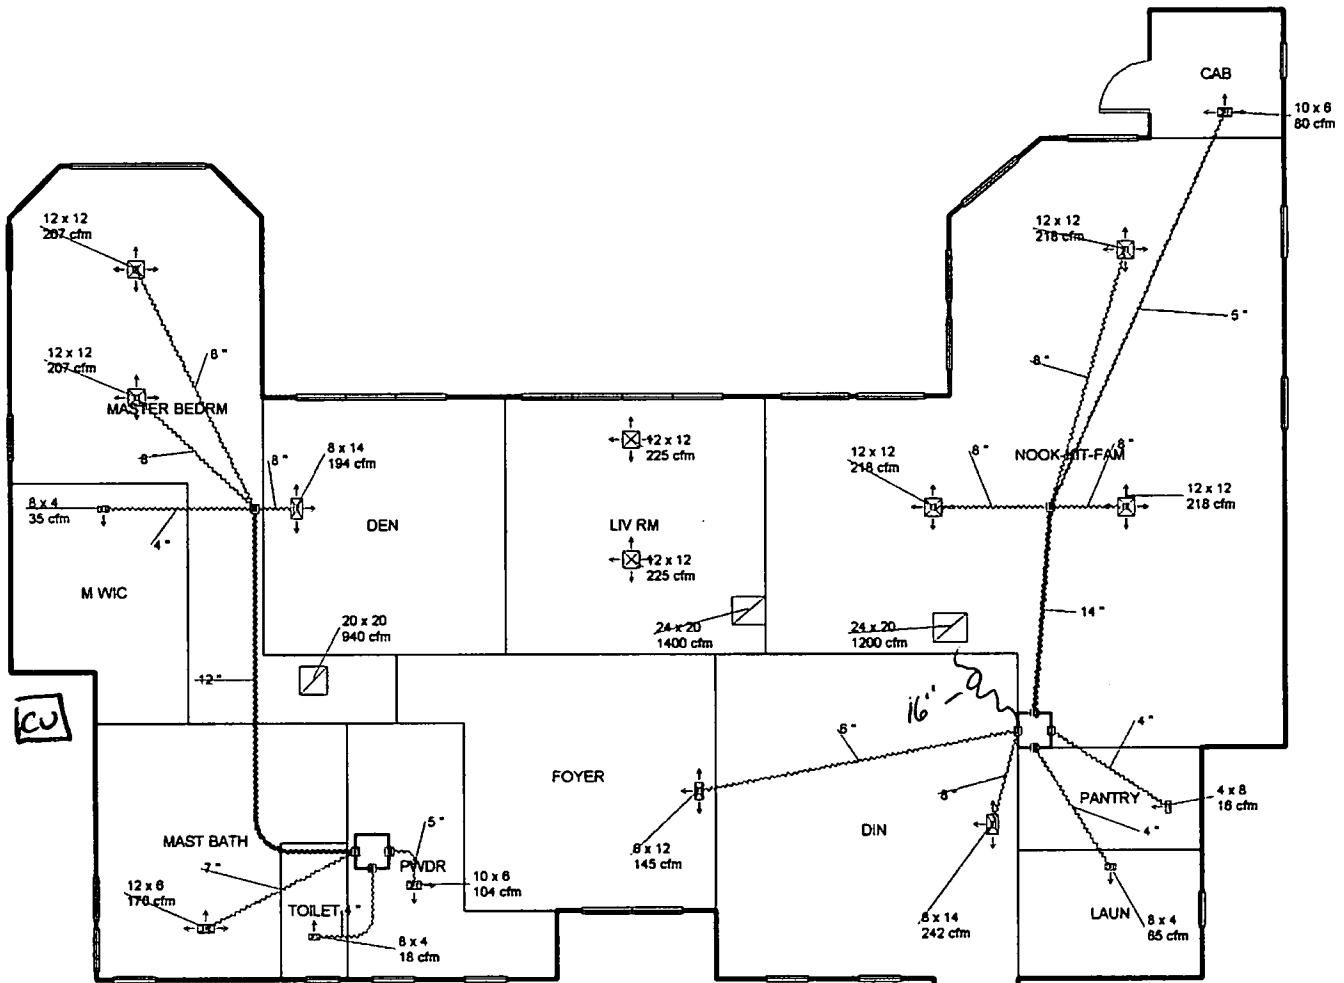 CAB
10 x 6
80 cfm
12 x 12
207 cfm
12 x 12
218 cfm
5 "
12 x 12
207 cfm
8 "
8 "
MASTER BEDRM
8 x 14
194 cfm
12 x 12
225 cfm
12 x 12
218 cfm
8 "
NOOK-KIT-FAM
8 "
8
8 "
12 x 12
218 cfm
8 x 4
35 cfm
4 "
DEN
LIV RM
12 x 12
225 cfm
M WIC
14 "
20 x 20
940 cfm
24 x 20
1400 cfm
24 x 20
1200 cfm
12 "
CU
16"
6 "
4 "
FOYER
8 "
PANTRY
4 x 8
16 cfm
4 "
DIN
MAST BATH
5 "
7 "
PWDR
6 x 12
145 cfm
12 x 6
176 cfm
10 x 6
104 cfm
TOILET
"
8 x 4
18 cfm
8 x 14
242 cfm
LAUN
8 x 4
65 cfm